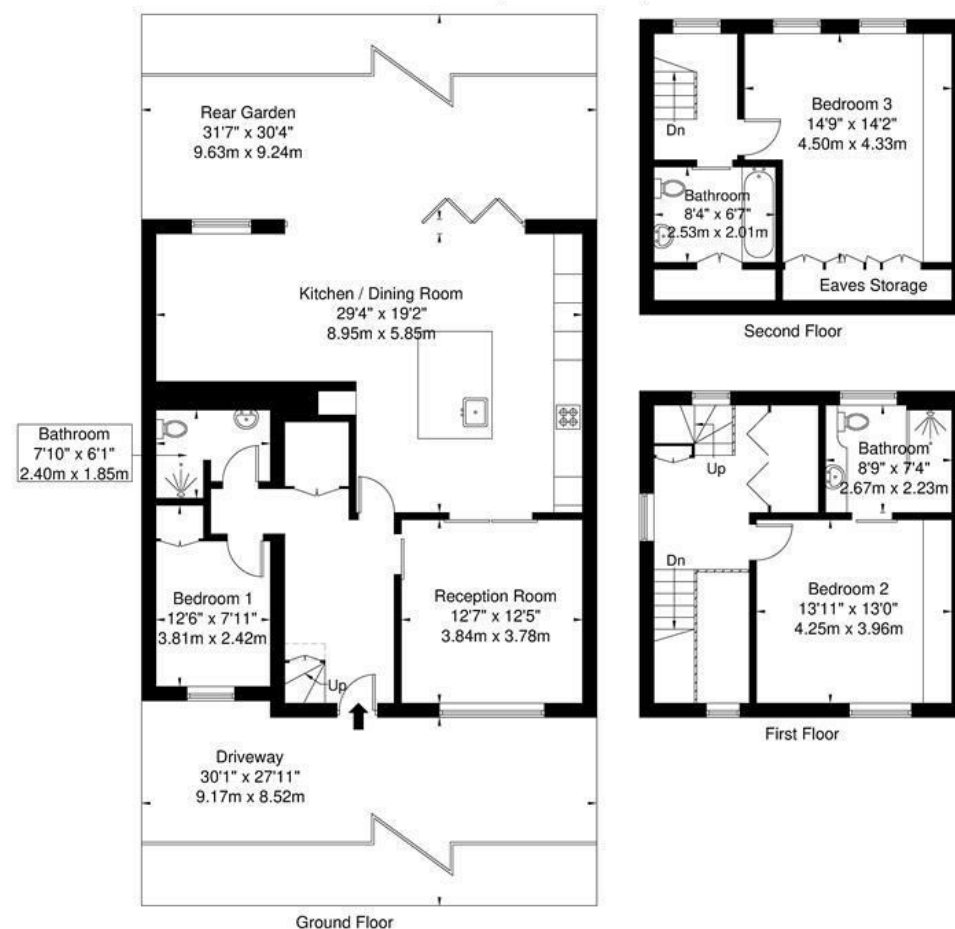 Rear Garden
31'7" x 30'4"
9.63m x 9.24m
Kitchen / Dining Room
29'4" x 19'2"
8.95m x 5.85m
Bathroom
7'10" x 6'1"
2.40m x 1.85m
Bedroom 1
12'6" x 7'11"
3.81m x 2.42m
Reception Room
12'7" x 12'5"
3.84m x 3.78m
Up
Driveway
30'1" x 27'11"
9.17m x 8.52m
Ground Floor
Dn
Bedroom 3
14'9" x 14'2"
4.50m x 4.33m
Bathroom
8'4" x 6'7"
2.53m x 2.01m
Eaves Storage
Second Floor
Up
Bathroom
8'9" x 7'4"
2.67m x 2.23m
Dn
Bedroom 2
13'11" x 13'0"
4.25m x 3.96m
First Floor